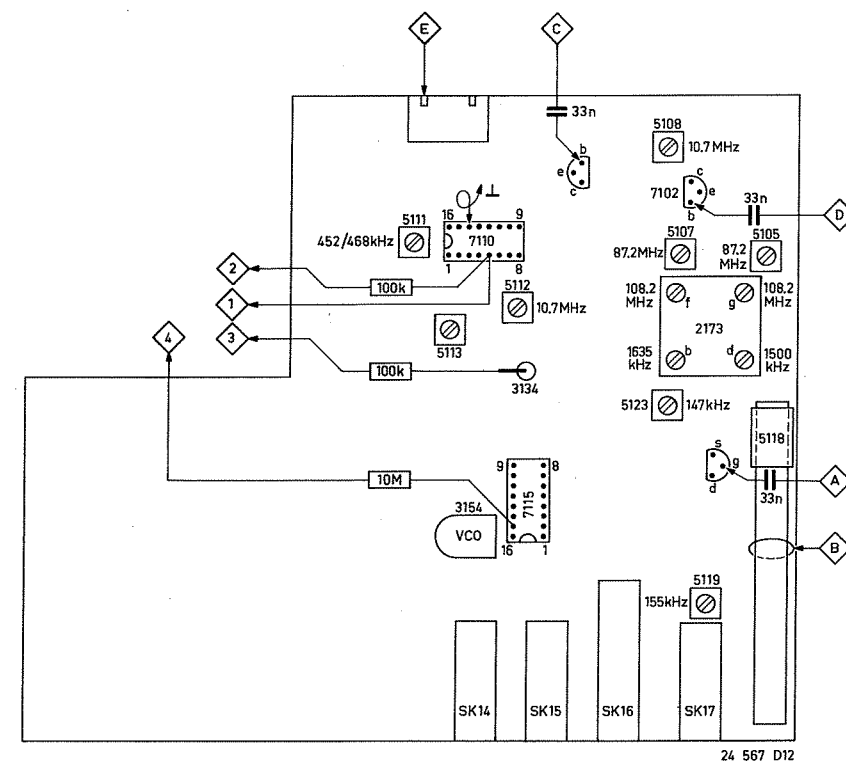 E
C
33n
b
e
c
5108
10.7MHz
c
7102
e
b
33n
D
5111
452/468kHz
16
9
7110
1
8
5107
87.2MHz
5105
87.2
MHz
2
100k
1
5112
10.7MHz
108.2
MHz
f
g
108.2
MHz
2173
4
3
5113
1635
kHz
b
d
1500
kHz
100k
3134
5123
147kHz
5118
s
g
d
33n
A
10M
9
8
7115
16
1
3154
VCO
B
5119
155kHz
SK14
SK15
SK16
SK17
24 567 D12